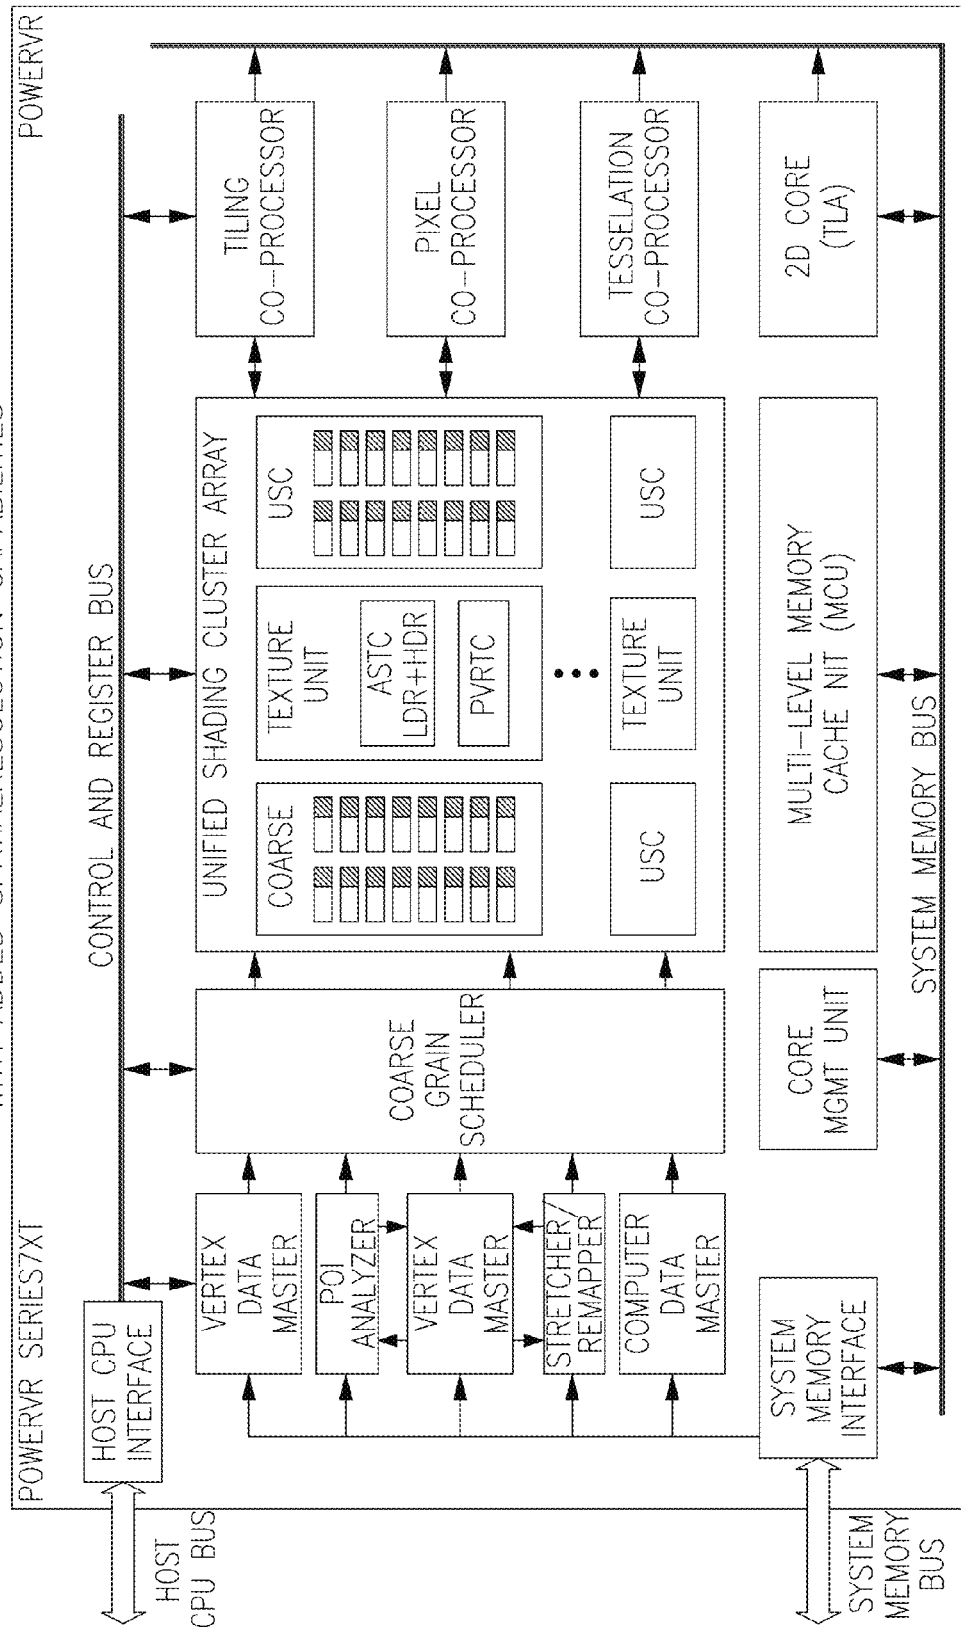 POWERVR SERIES7XT
POWERVR
HOST
CPU BUS
HOST CPU
INTERFACE
CONTROL AND REGISTER BUS
VERTEX
DATA
MASTER
POI
ANALYZER
VERTEX
DATA
MASTER
STRETCHER/
REMAPPER
COMPUTER
DATA
MASTER
COARSE
GRAIN
SCHEDULER
UNIFIED SHADING CLUSTER ARRAY
COARSE
TEXTURE
UNIT
ASTC
LDR+HDR
PVRTC
USC
USC
TEXTURE
UNIT
USC
TILING
CO-PROCESSOR
PIXEL
CO-PROCESSOR
TESSELATION
CO-PROCESSOR
SYSTEM
MEMORY
BUS
SYSTEM
MEMORY
INTERFACE
CORE
MGMT UNIT
MULTI-LEVEL MEMORY
CACHE NIT (MCU)
2D CORE
(TLA)
SYSTEM MEMORY BUS